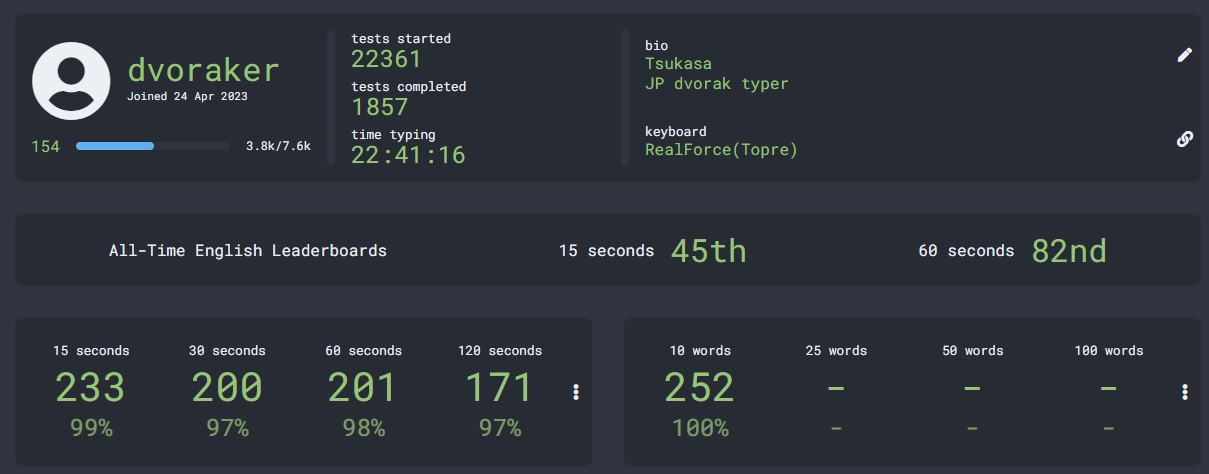 dvoraker
Joined 24 Apr 2023
154 3.8k/7.6k
tests started
22361
tests completed
1857
time typing
22:41:16
bio
Tsukasa
JP dvorak typer
keyboard
RealForce(Topre)
All-Time English Leaderboards 15 seconds 45th 60 seconds 82nd
15 seconds 30 seconds 60 seconds 120 seconds
233 200 201 171
99% 97% 98% 97%
10 words 25 words 50 words 100 words
252 - - -
100% - - -